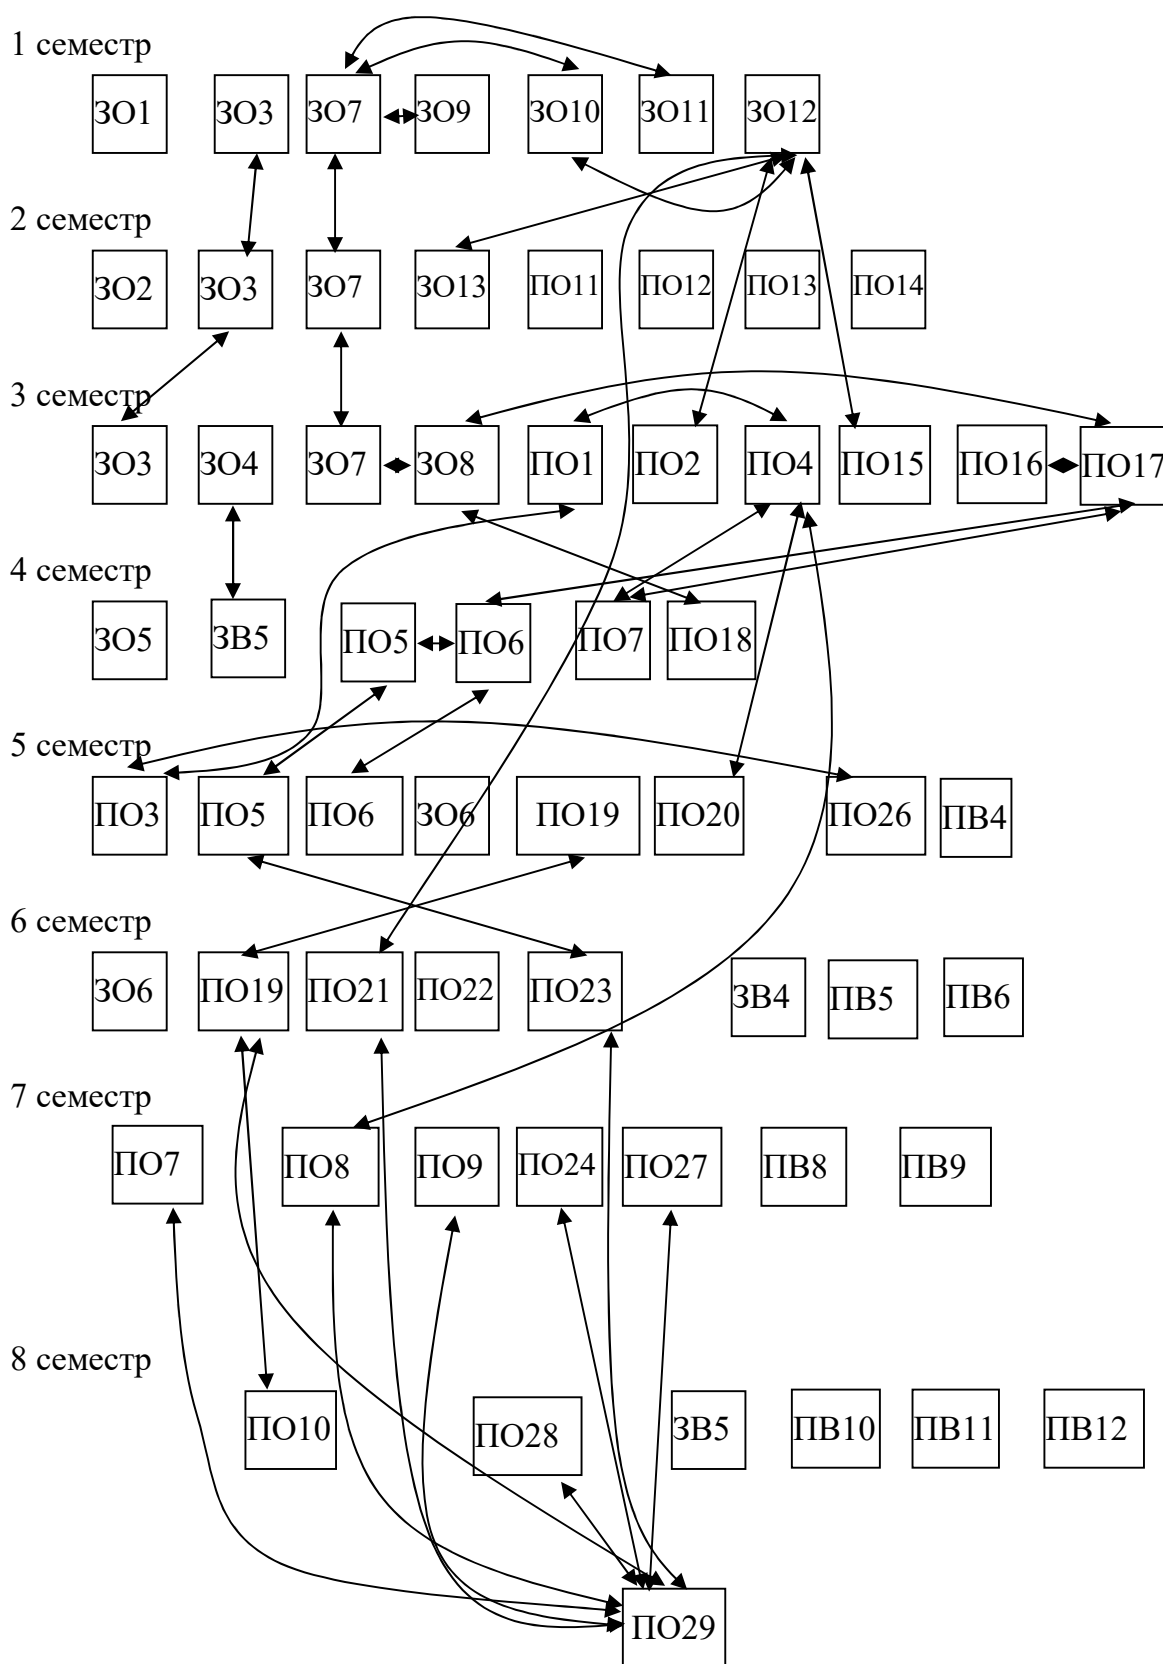 1 семестр
ЗО1 ЗО3 ЗО7 ЗО9 ЗО10 ЗО11 ЗО12
2 семестр
ЗО2 ЗО3 ЗО7 ЗО13 ПО11 ПО12 ПО13 ПО14
3 семестр
ЗО3 ЗО4 ЗО7 ЗО8 ПО1 ПО2 ПО4 ПО15 ПО16 ПО17
4 семестр
ЗО5 ЗВ5 ПО5 ПО6 ПО7 ПО18
5 семестр
ПО3 ПО5 ПО6 ЗО6 ПО19 ПО20 ПО26 ПВ4
6 семестр
ЗО6 ПО19 ПО21 ПО22 ПО23 ЗВ4 ПВ5 ПВ6
7 семестр
ПО7 ПО8 ПО9 ПО24 ПО27 ПВ8 ПВ9
8 семестр
ПО10 ПО28 ЗВ5 ПВ10 ПВ11 ПВ12
ПО29